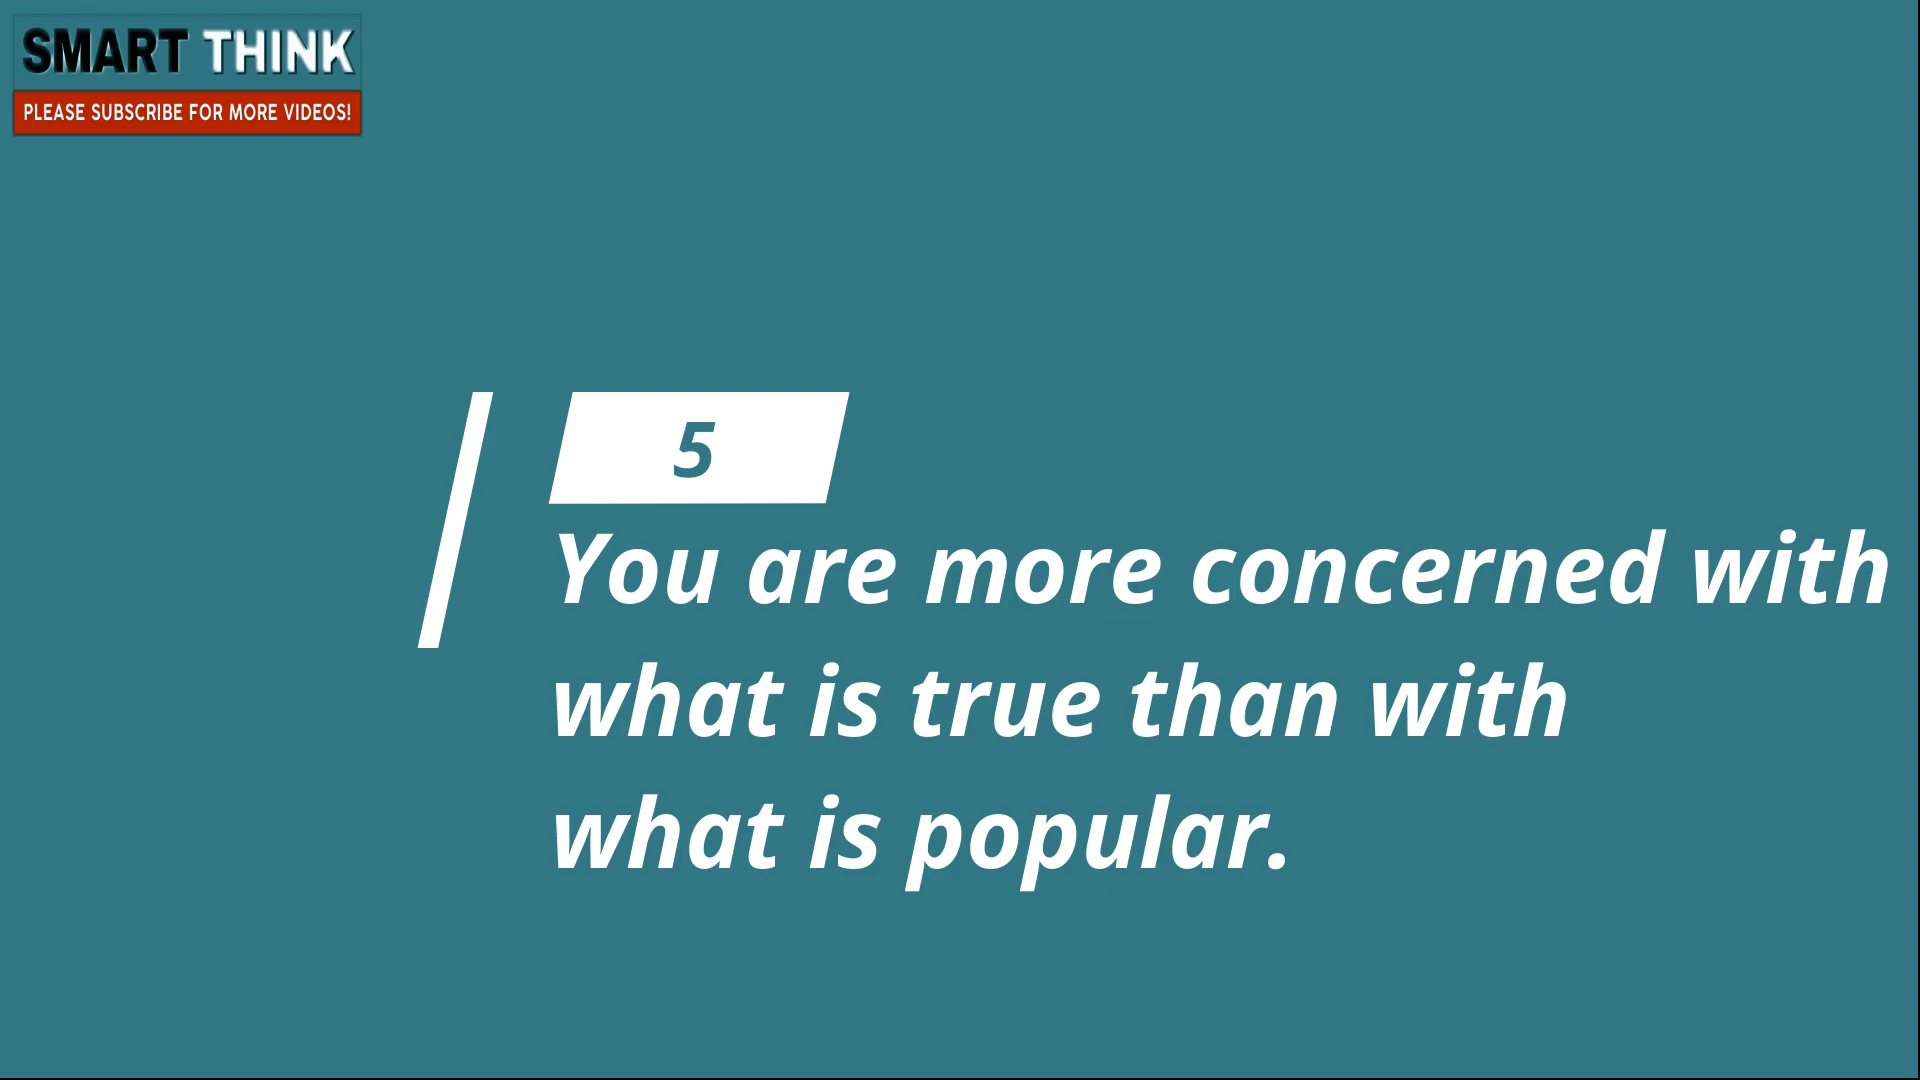 SMART THINK
PLEASE SUBSCRIBE FOR MORE VIDEOS!
5
You are more concerned with
what is true than with
what is popular.